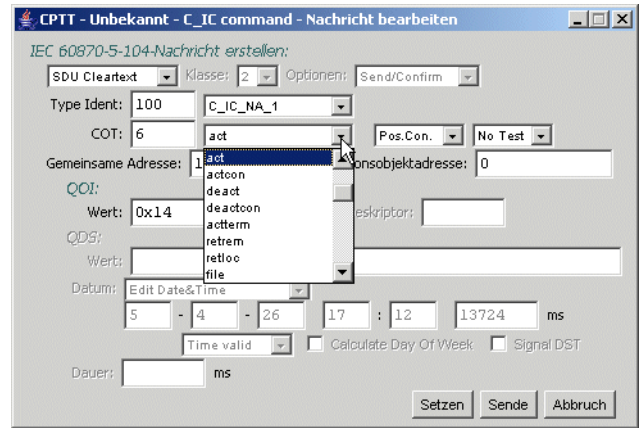 CPTT - Unbekannt - C_IC command - Nachricht bearbeiten
IEC 60870-5-104-Nachricht erstellen:
SDU Cleartext Klasse: 2 Optionen: Send/Confirm
Type Ident: 100 C_IC_NA_1
COT: 6 act Pos.Con. No Test
Gemeinsame Adresse: 1 onsobjektadresse: 0
act
actcon
deact
deactcon
actterm
retrem
retloc
file
QOI:
Wert: 0x14 eskriptor:
QDS:
Wert:
Datum: Edit Date&Time
5 - 4 - 26 17 : 12 13724 ms
Time valid Calculate Day Of Week Signal DST
Dauer: ms
Setzen Sende Abbruch